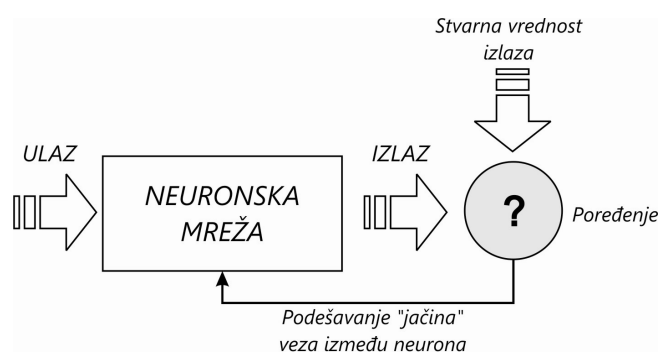 Stvarna vrednost
izlaza
ULAZ
NEURONSKA
MREŽA
IZLAZ
?
Poređenje
Podešavanje "jačina"
veza između neurona